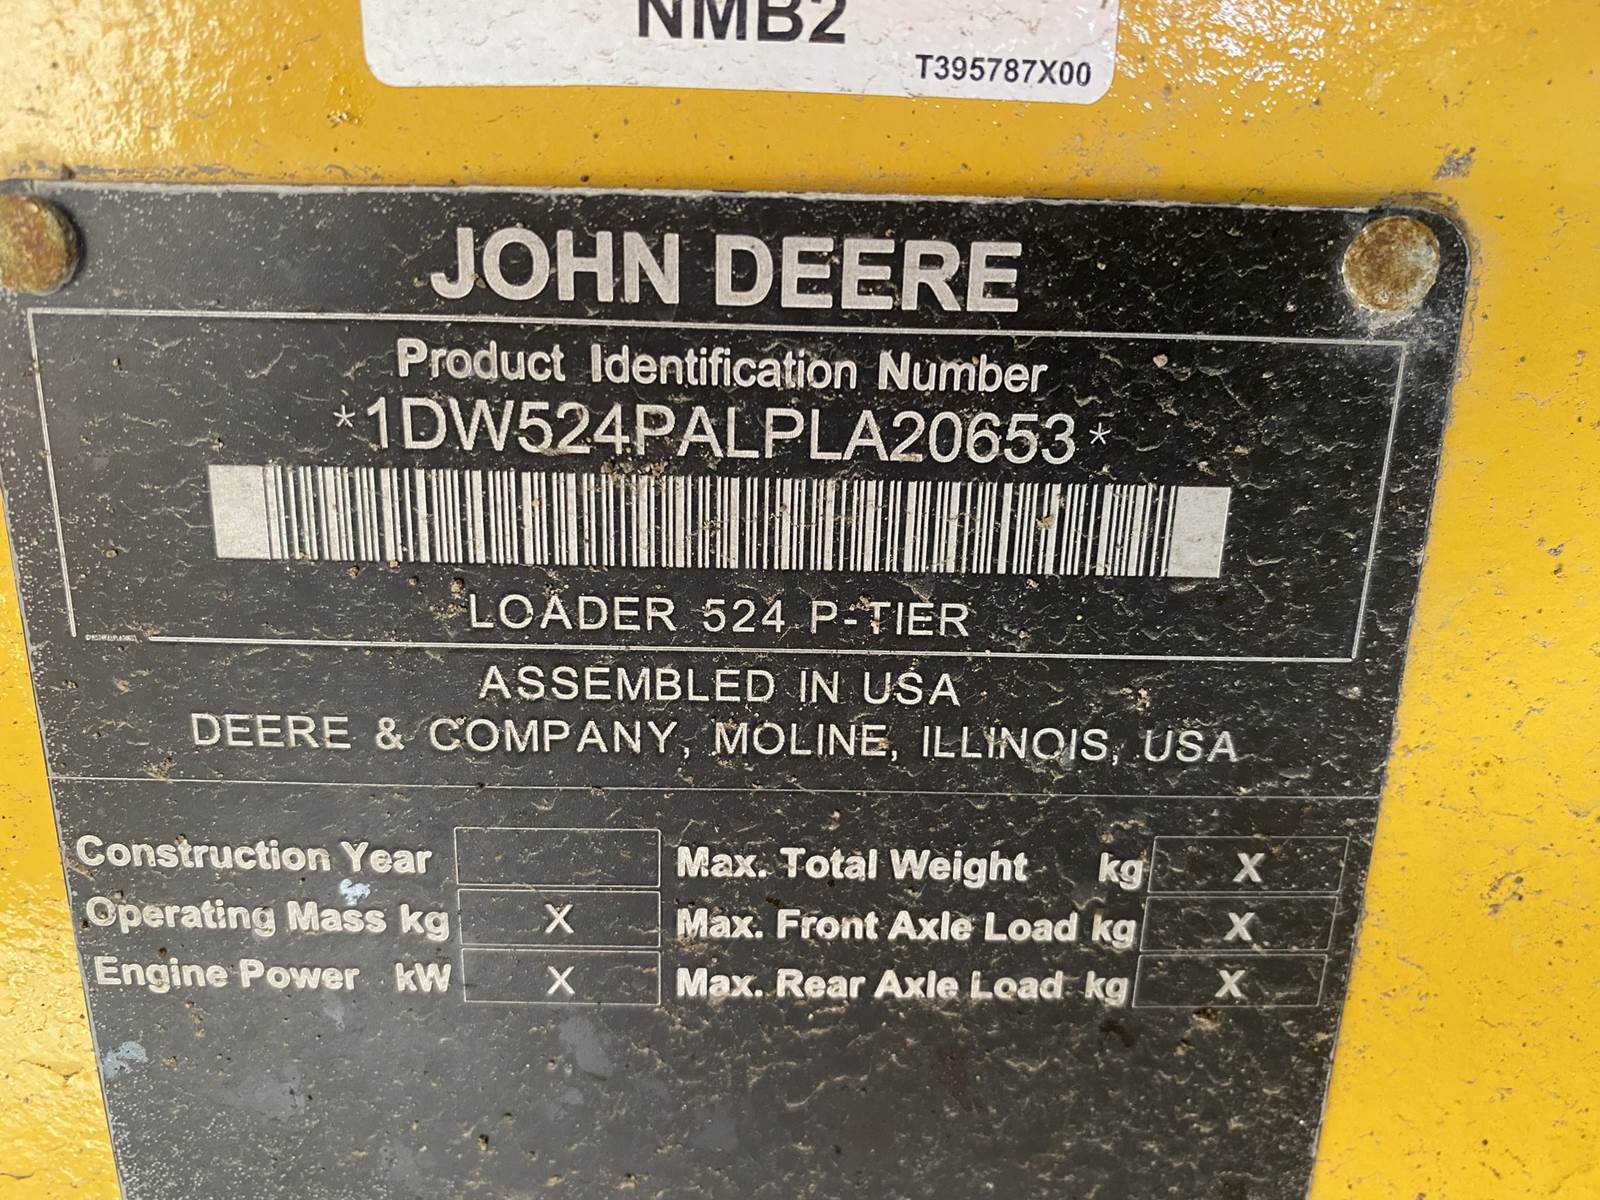 NMB2
T395787X00
JOHN DEERE
Product Identification Number
*1DW524PALPLA20653*
LOADER 524 P-TIER
ASSEMBLED IN USA
DEERE & COMPANY, MOLINE, ILLINOIS, USA
Construction Year
Max. Total Weight kg X
Operating Mass kg X
Max. Front Axle Load kg X
Engine Power kW X
Max. Rear Axle Load kg X